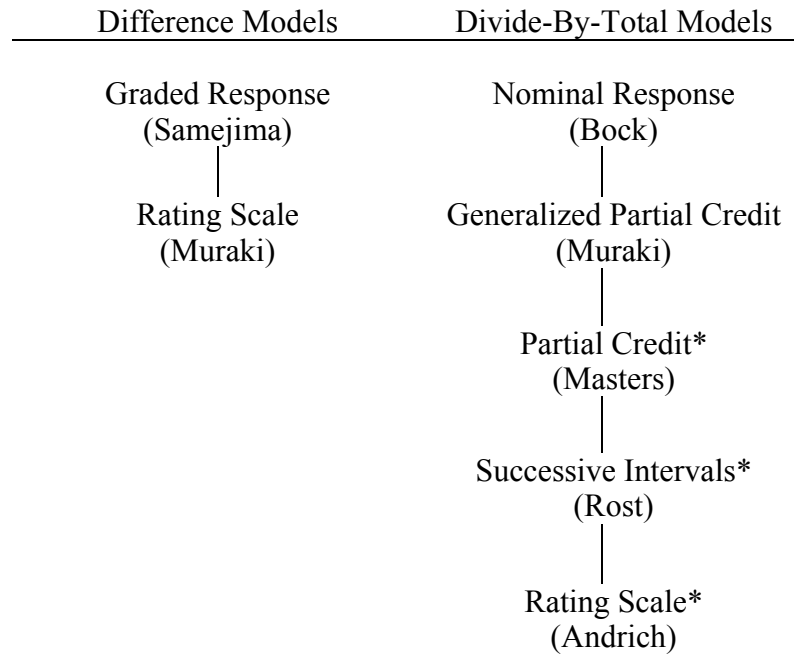 Difference Models
Divide-By-Total Models
Graded Response
(Samejima)
Rating Scale
(Muraki)
Nominal Response
(Bock)
Generalized Partial Credit
(Muraki)
Partial Credit*
(Masters)
Successive Intervals*
(Rost)
Rating Scale*
(Andrich)